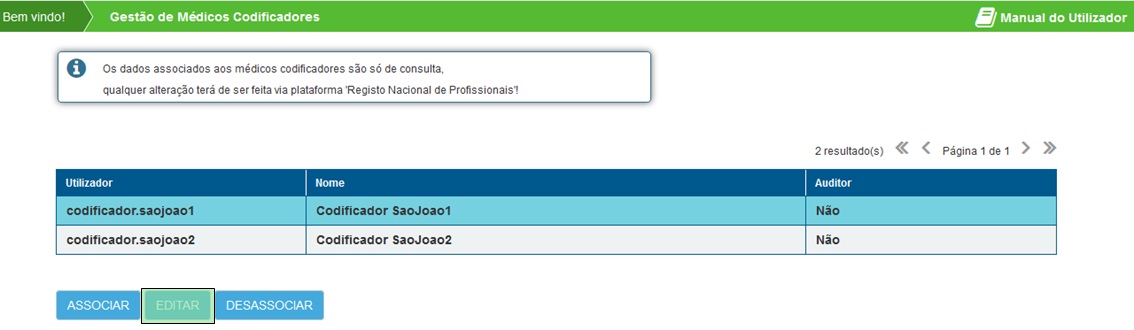 Bem vindo! Gestão de Médicos Codificadores Manual do Utilizador
Os dados associados aos médicos codificadores são só de consulta,
qualquer alteração terá de ser feita via plataforma 'Registo Nacional de Profissionais'!
2 resultado(s) Página 1 de 1
Utilizador Nome Auditor
codificador.saojoao1 Codificador SaoJoao1 Não
codificador.saojoao2 Codificador SaoJoao2 Não
ASSOCIAR EDITAR DESASSOCIAR